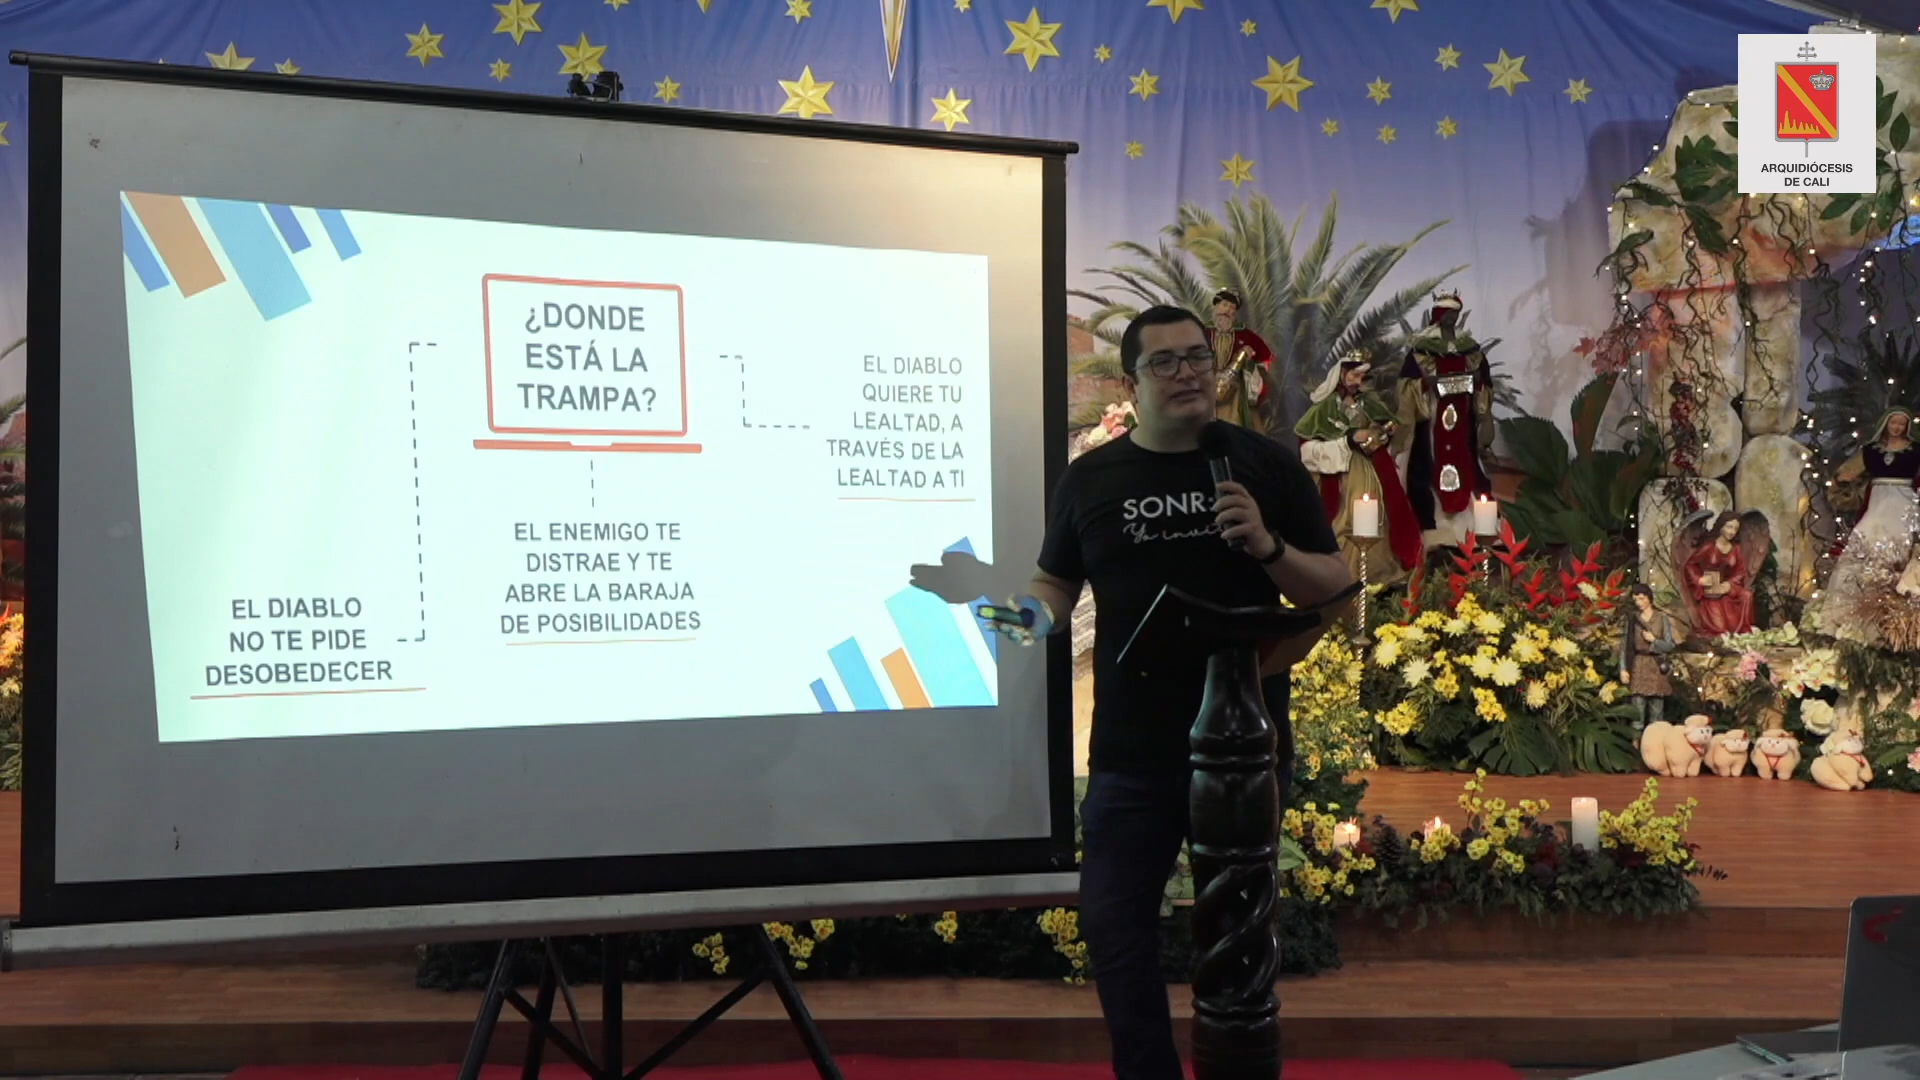 ¿DONDE
ESTÁ LA
TRAMPA?
EL DIABLO
NO TE PIDE
DESOBEDECER
EL ENEMIGO TE
DISTRAE Y TE
ABRE LA BARAJA
DE POSIBILIDADES
EL DIABLO
QUIERE TU
LEALTAD, A
TRAVÉS DE LA
LEALTAD A TI
Yo
ARQUIDIÓCESIS
DE CALI